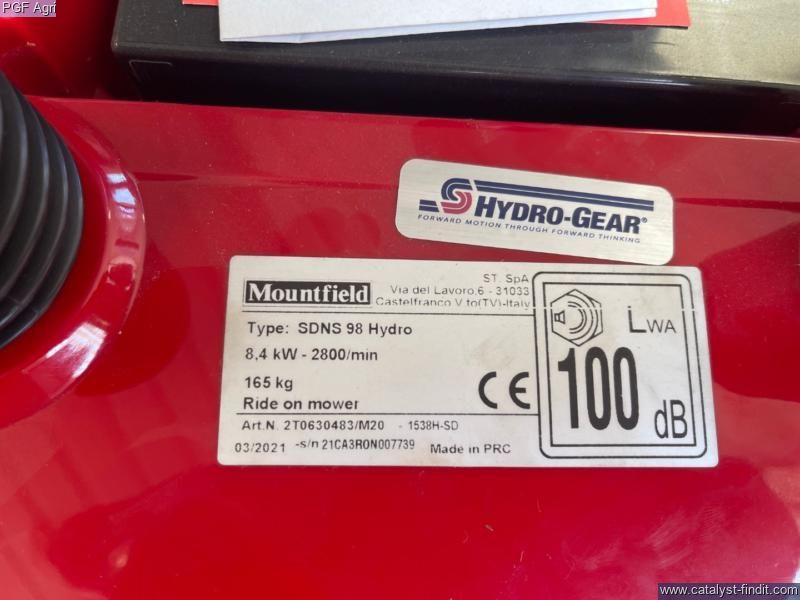 PGF Agri
HYDRO-GEAR®
FORWARD MOTION THROUGH FORWARD THINKING
Mountfield
ST. SpA
Via del Lavoro,6 - 31033
Castelfranco V.to(TV)-Italy
Type: SDNS 98 Hydro
8,4 kW - 2800/min
165 kg
Ride on mower
Art.N. 2T0630483/M20 - 1538H-SD
03/2021 -s/n 21CA3RON007739 Made in PRC
CE
LWA
100 dB
www.catalyst-findit.com